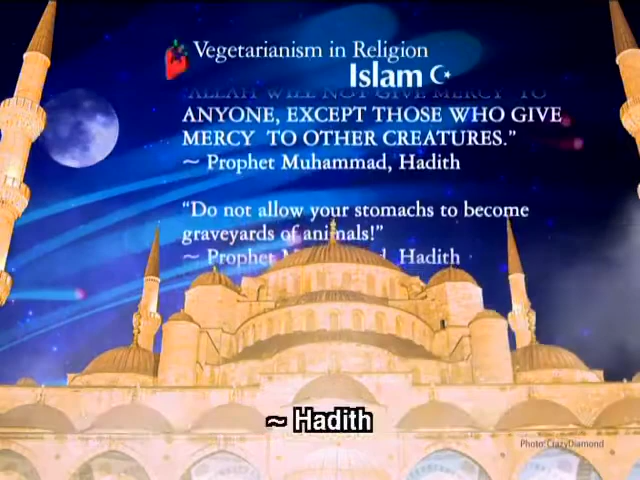 Vegetarianism in Religion
Islam
"ALLAH WILL NOT GIVE MERCY TO
ANYONE, EXCEPT THOSE WHO GIVE
MERCY TO OTHER CREATURES."
~ Prophet Muhammad, Hadith
"Do not allow your stomachs to become
graveyards of animals!"
~ Prophet Hadith
~ Hadith
Photo: CrazyDiamond